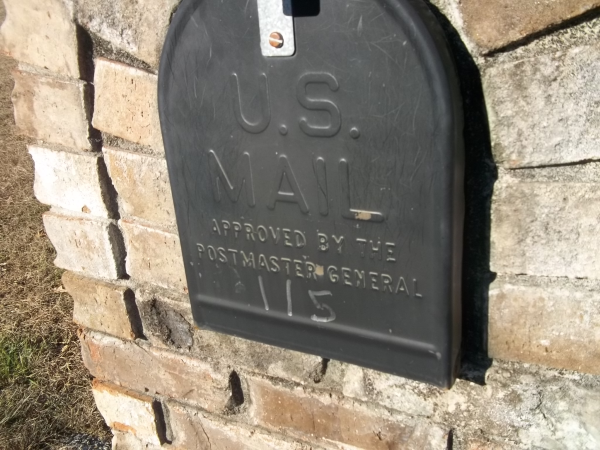 U.S.
MAIL
APPROVED BY THE
POSTMASTER GENERAL
115